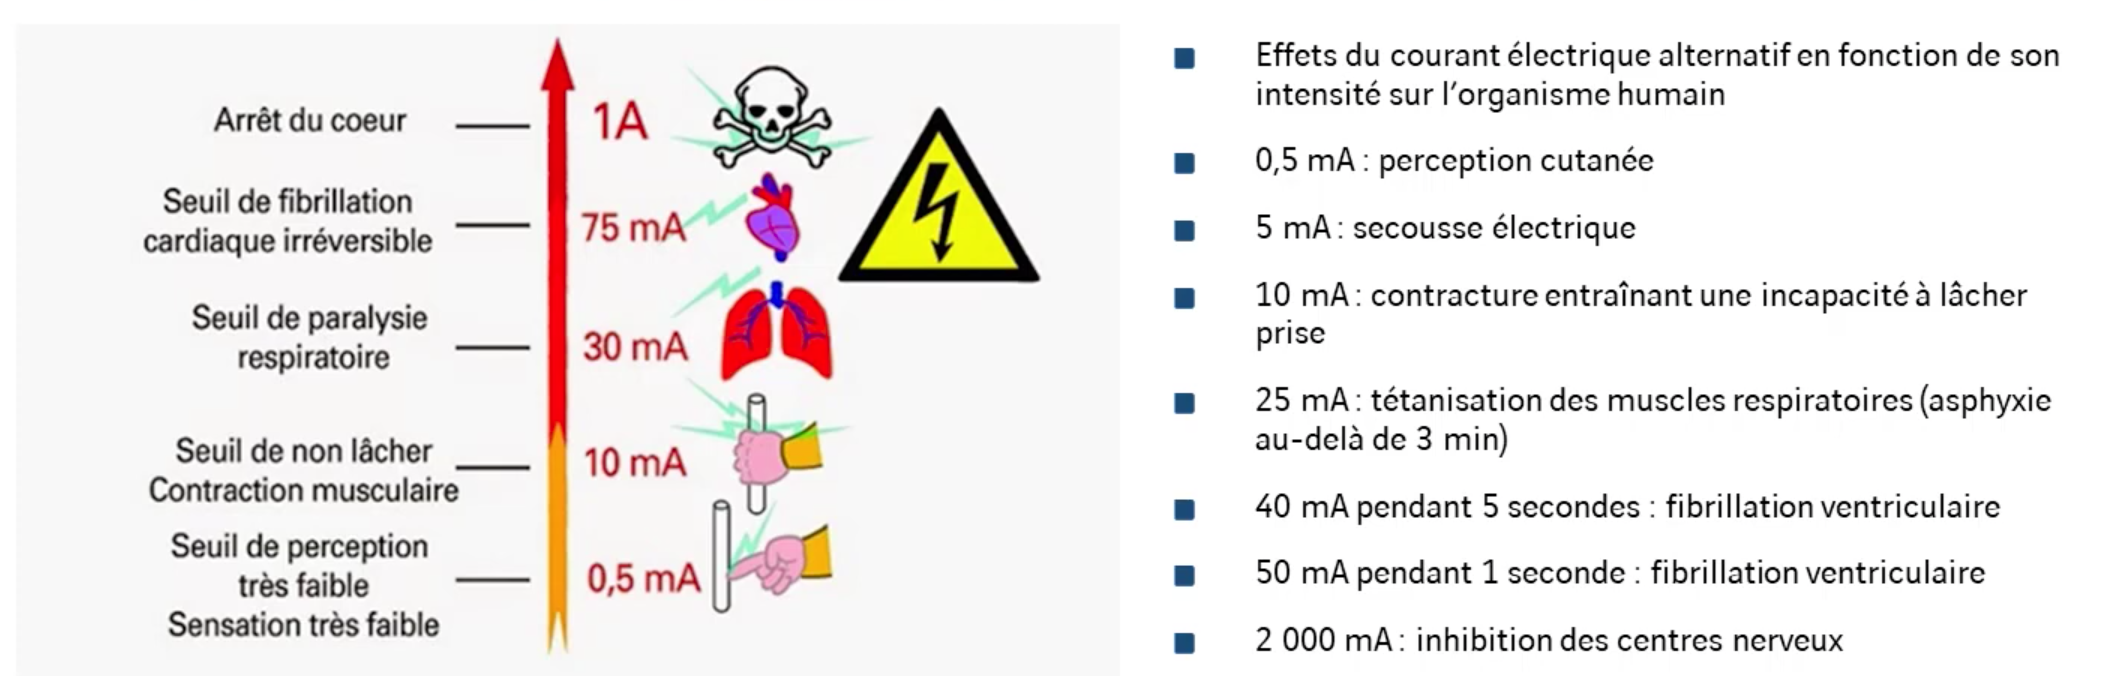 Arrêt du coeur
1A
Seuil de fibrillation
cardiaque irréversible
75 mA
Seuil de paralysie
respiratoire
30 mA
Seuil de non lâcher
Contraction musculaire
10 mA
Seuil de perception
très faible
Sensation très faible
0,5 mA
Effets du courant électrique alternatif en fonction de son
intensité sur l'organisme humain
0,5 mA : perception cutanée
5 mA : secousse électrique
10 mA : contracture entraînant une incapacité à lâcher
prise
25 mA : tétanisation des muscles respiratoires (asphyxie
au-delà de 3 min)
40 mA pendant 5 secondes : fibrillation ventriculaire
50 mA pendant 1 seconde : fibrillation ventriculaire
2 000 mA : inhibition des centres nerveux